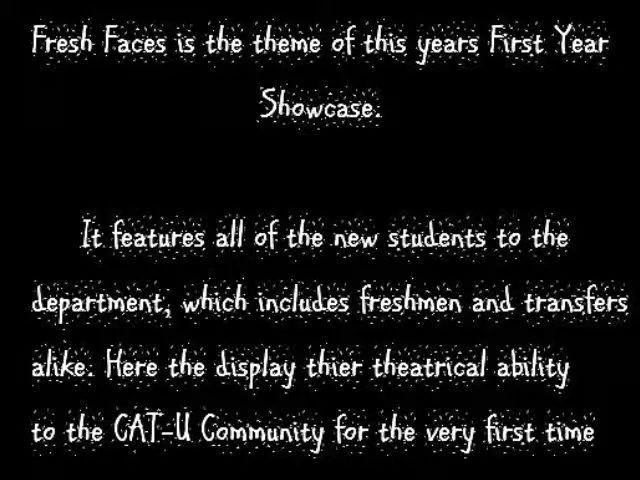 Fresh Faces is the theme of this years First Year
Showcase.
It features all of the new students to the
department, which includes freshmen and transfers
alike. Here the display thier theatrical ability
to the CAT-U Community for the very first time